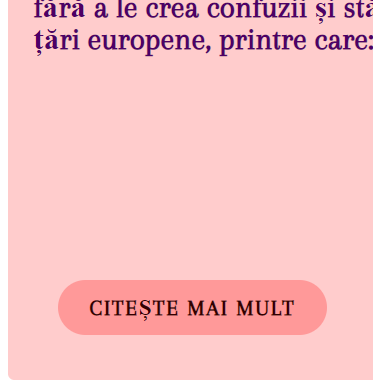 fără a le crea confuzii și
țări europene, printre care:
CITEȘTE MAI MULT